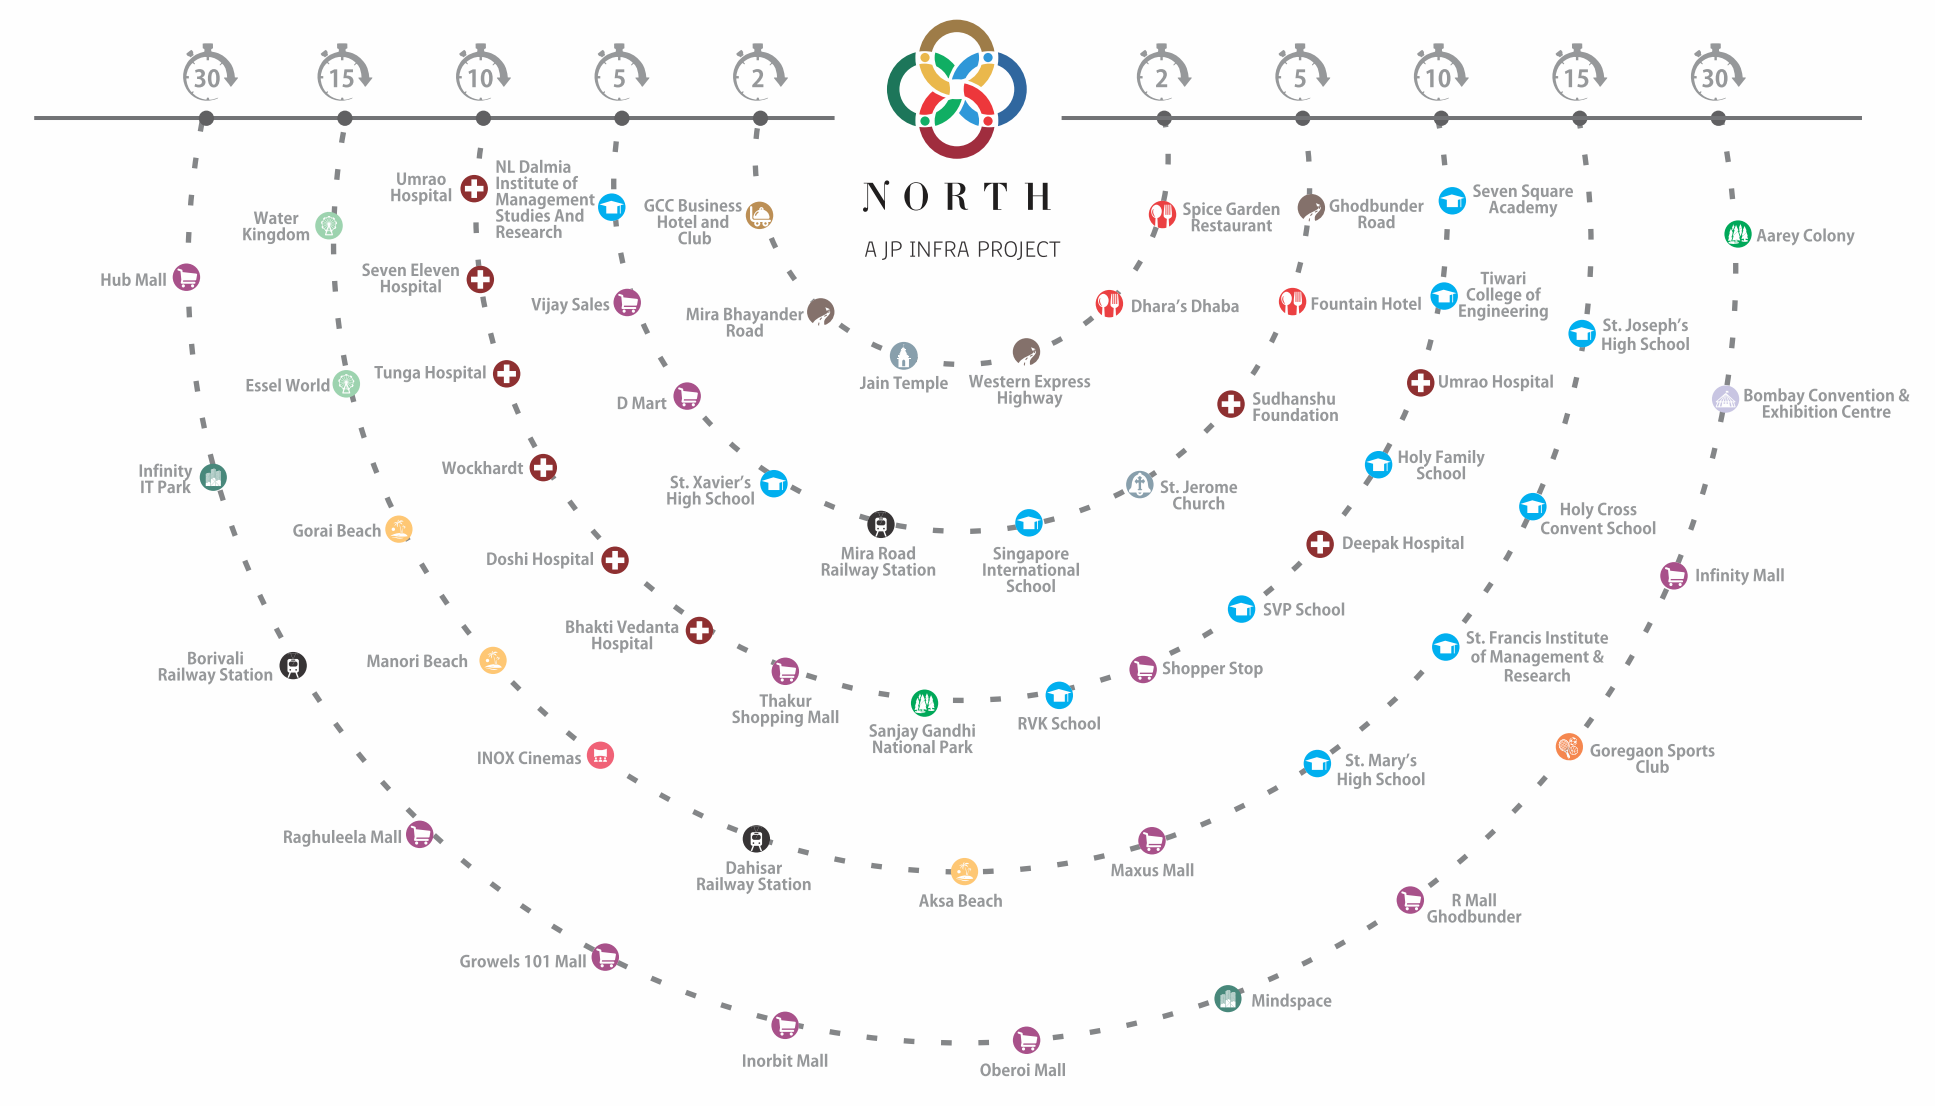 30
15
10
5
2
2
5
10
15
30
NORTH
A JP INFRA PROJECT
GCC Business
Hotel and
Club
Mira Bhayander
Road
Jain Temple
Western Express
Highway
Dhara's Dhaba
Spice Garden
Restaurant
NL Dalmia
Institute of
Management
Studies And
Research
Vijay Sales
D Mart
St. Xavier's
High School
Mira Road
Railway Station
Singapore
International
School
St. Jerome
Church
Sudhanshu
Foundation
Fountain Hotel
Ghodbunder
Road
Umrao
Hospital
Seven Eleven
Hospital
Tunga Hospital
Wockhardt
Doshi Hospital
Bhakti Vedanta
Hospital
Thakur
Shopping Mall
Sanjay Gandhi
National Park
RVK School
Shopper Stop
SVP School
Deepak Hospital
Holy Family
School
Umrao Hospital
Tiwari
College of
Engineering
Seven Square
Academy
Water
Kingdom
Essel World
Gorai Beach
Manori Beach
INOX Cinemas
Dahisar
Railway Station
Aksa Beach
Maxus Mall
St. Mary's
High School
St. Francis Institute
of Management &
Research
Holy Cross
Convent School
St. Joseph's
High School
Hub Mall
Infinity
IT Park
Borivali
Railway Station
Raghuleela Mall
Growels 101 Mall
Inorbit Mall
Oberoi Mall
Mindspace
R Mall
Ghodbunder
Goregaon Sports
Club
Infinity Mall
Bombay Convention &
Exhibition Centre
Aarey Colony